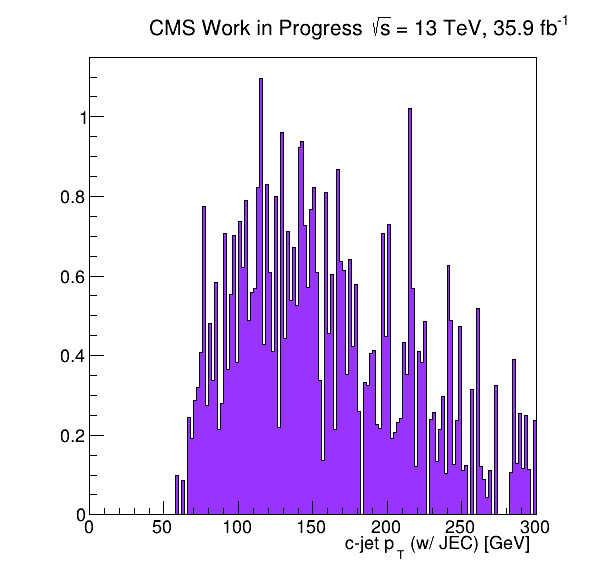 CMS Work in Progress √s = 13 TeV, 35.9 fb⁻¹
1
0.8
0.6
0.4
0.2
0
0 50 100 150 200 250 300
c-jet p_T (w/ JEC) [GeV]